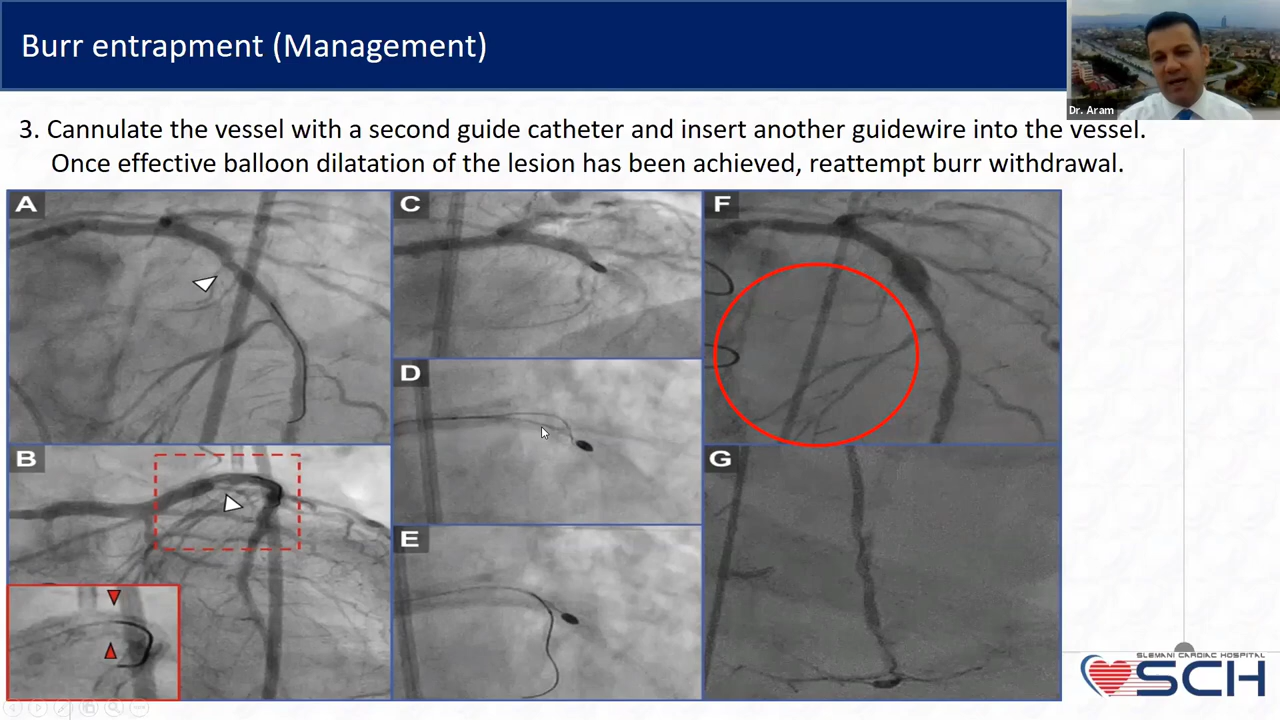 Burr entrapment (Management)
Dr. Aram
3. Cannulate the vessel with a second guide catheter and insert another guidewire into the vessel.
Once effective balloon dilatation of the lesion has been achieved, reattempt burr withdrawal.
A
B
C
D
E
F
G
SLEMANI CARDIAC HOSPITAL
SCH